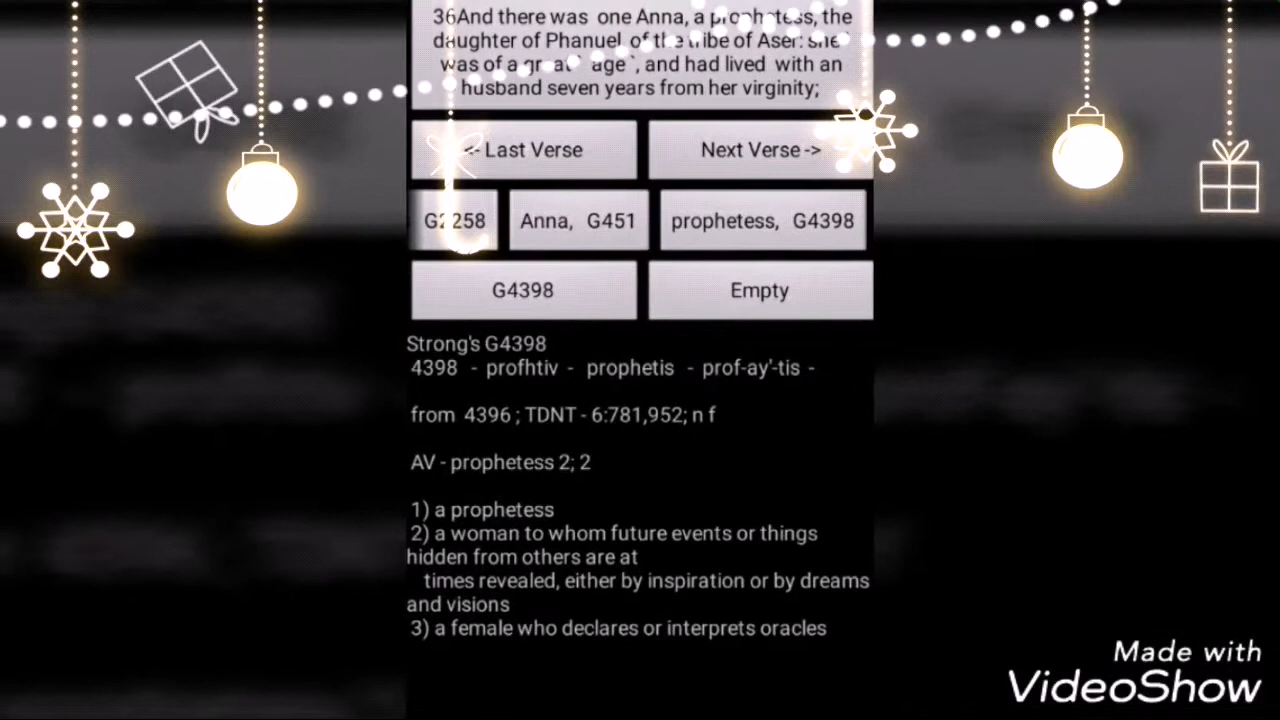 36And there was one Anna, a prophetess, the
daughter of Phanuel, of the tribe of Aser: she
was of a great age, and had lived with an
husband seven years from her virginity;
<- Last Verse
Next Verse ->
G2258
Anna, G451
prophetess, G4398
G4398
Empty
Strong's G4398
4398 - profhtiv - prophetis - prof-ay'-tis -
from 4396 ; TDNT - 6:781,952; n f
AV - prophetess 2; 2
1) a prophetess
2) a woman to whom future events or things
hidden from others are at
times revealed, either by inspiration or by dreams
and visions
3) a female who declares or interprets oracles
Made with
VideoShow